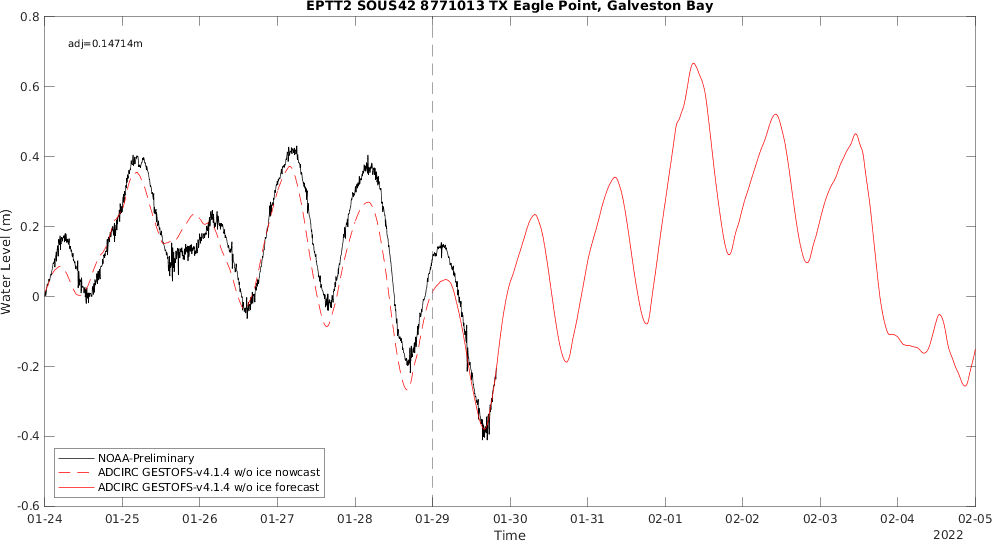 EPTT2 SOUS42 8771013 TX Eagle Point, Galveston Bay
adj=0.14714m
0.8
0.6
0.4
0.2
0
-0.2
-0.4
-0.6
Water Level (m)
NOAA-Preliminary
ADCIRC GESTOFS-v4.1.4 w/o ice nowcast
ADCIRC GESTOFS-v4.1.4 w/o ice forecast
01-24 01-25 01-26 01-27 01-28 01-29 01-30 01-31 02-01 02-02 02-03 02-04 02-05
Time
2022